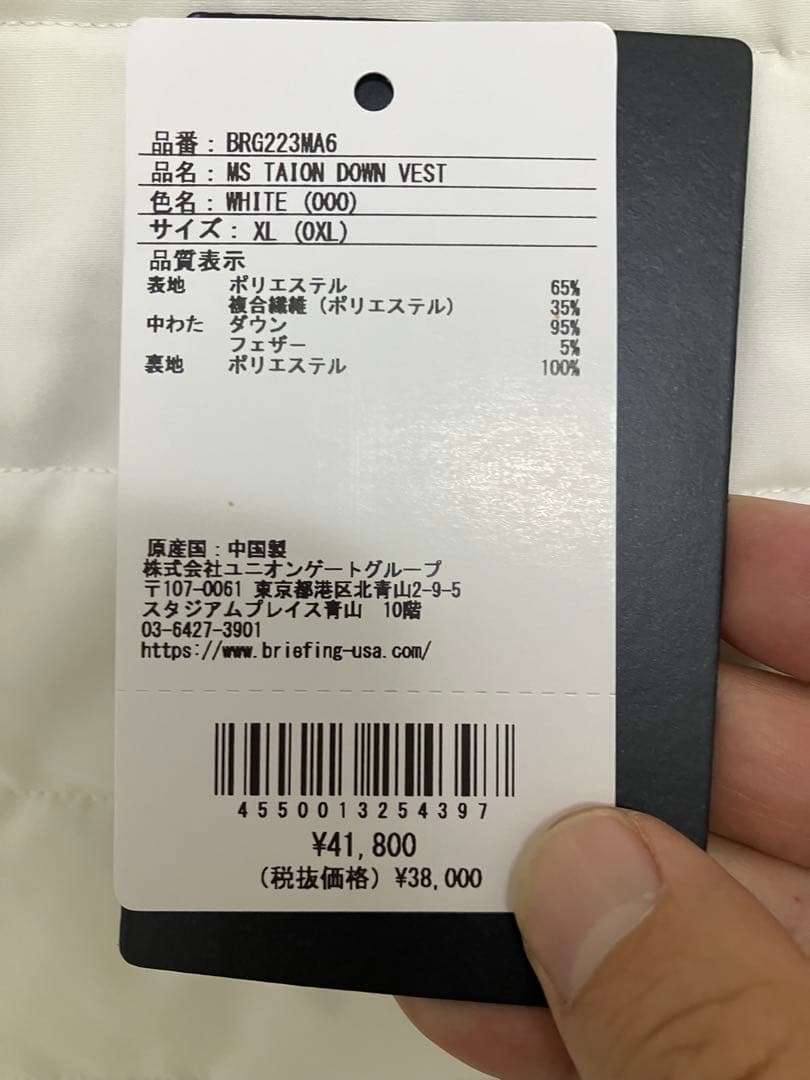 品番：BRG223MA6
品名：MS TAION DOWN VEST
色名：WHITE (000)
サイズ：XL (0XL)
品質表示
表地 ポリエステル 65%
複合繊維（ポリエステル） 35%
中わた ダウン 95%
フェザー 5%
裏地 ポリエステル 100%
原産国：中国製
株式会社ユニオンゲートグループ
〒107-0061 東京都港区北青山2-9-5
スタジアムプレイス青山 10階
03-6427-3901
https://www.briefing-usa.com/
4550013254397
¥41,800
（税抜価格）¥38,000